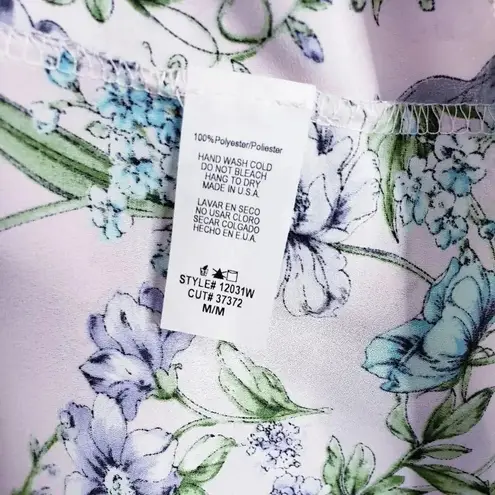 100% Polyester/Poliester
HAND WASH COLD
DO NOT BLEACH
HANG TO DRY
MADE IN U.S.A
LAVAR EN SECO
NO USAR CLORO
SECAR COLGADO
HECHO EN E.U.A.
STYLE# 12031W
CUT# 37372
M/M